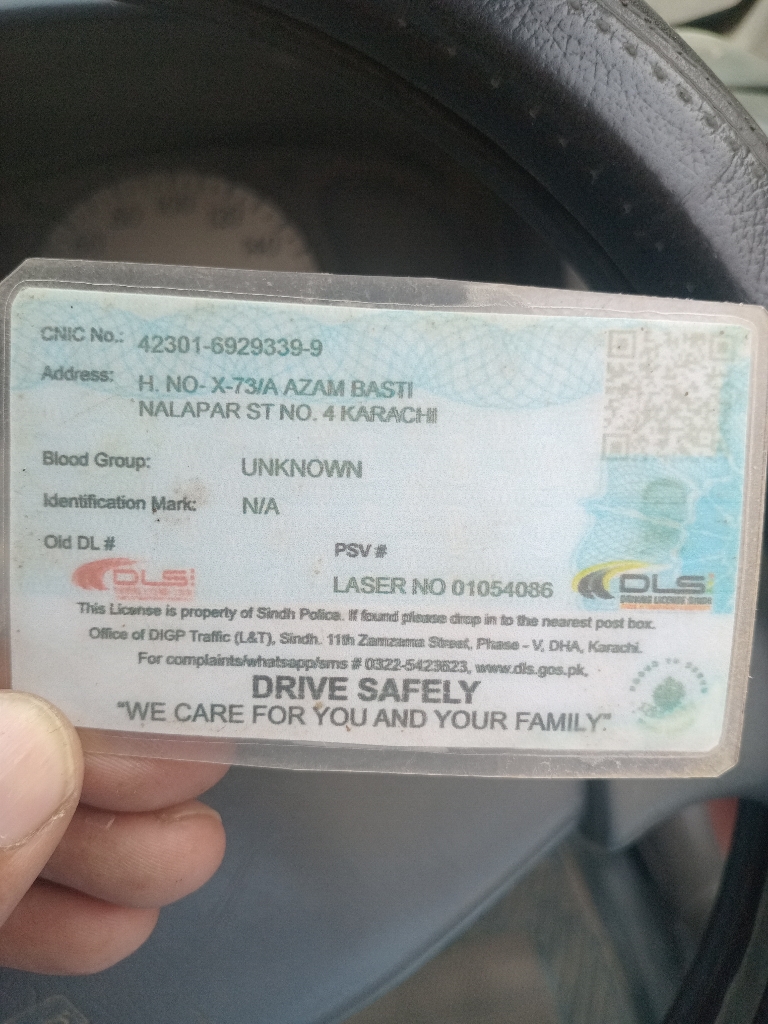 CNIC No.: 42301-6929339-9
Address: H. NO- X-73/A AZAM BASTI
NALAPAR ST NO. 4 KARACHI
Blood Group: UNKNOWN
Identification Mark: N/A
Old DL #
PSV #
LASER NO 01054086
DLS
DLS
This License is property of Sindh Police. If found please drop in to the nearest post box.
Office of DIGP Traffic (L&T), Sindh. 11th Zamzama Street, Phase - V, DHA, Karachi.
For complaints/whatsapp/sms # 0322-5423623, www.dls.gos.pk,
DRIVE SAFELY
"WE CARE FOR YOU AND YOUR FAMILY."